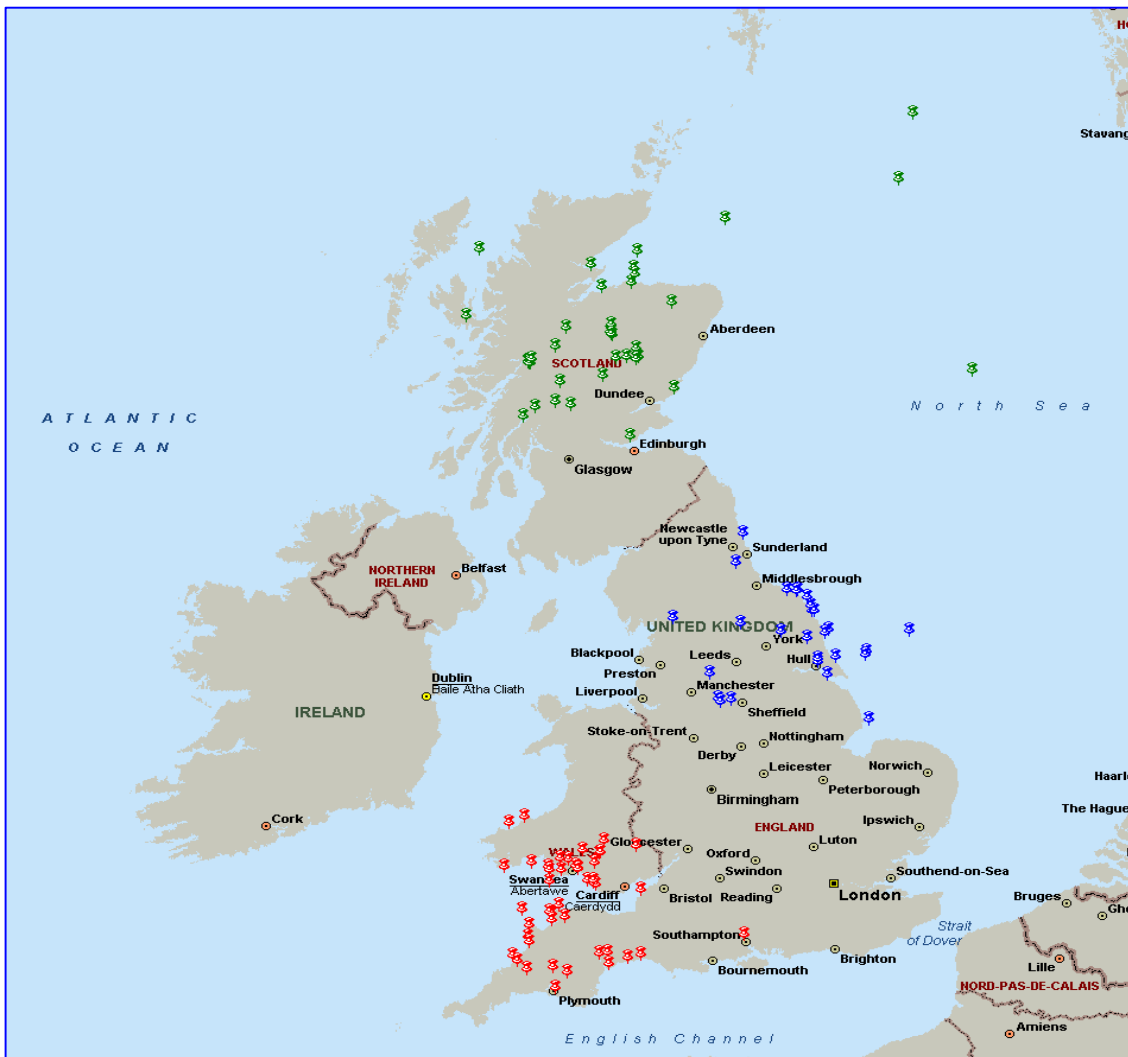 H
Stavang
Aberdeen
SCOTLAND
Dundee
North Sea
ATLANTIC
OCEAN
Edinburgh
Glasgow
Newcastle
upon Tyne
Sunderland
NORTHERN
IRELAND
Belfast
Middlesbrough
UNITED KINGDOM
York
Blackpool
Leeds
Preston
Hull
Dublin
Baile Atha Cliath
Manchester
Liverpool
Sheffield
IRELAND
Stoke-on-Trent
Nottingham
Derby
Leicester
Norwich
Haarle
Peterborough
Birmingham
The Hague
Cork
ENGLAND
Ipswich
Gloucester
Luton
WALES
Oxford
Swansea
Abertawe
Swindon
Southend-on-Sea
Cardiff
Caerdydd
Bristol
Reading
London
Bruges
Ghe
Strait
of Dover
Southampton
Brighton
Bournemouth
Lille
NORD-PAS-DE-CALAIS
Plymouth
Amiens
English Channel